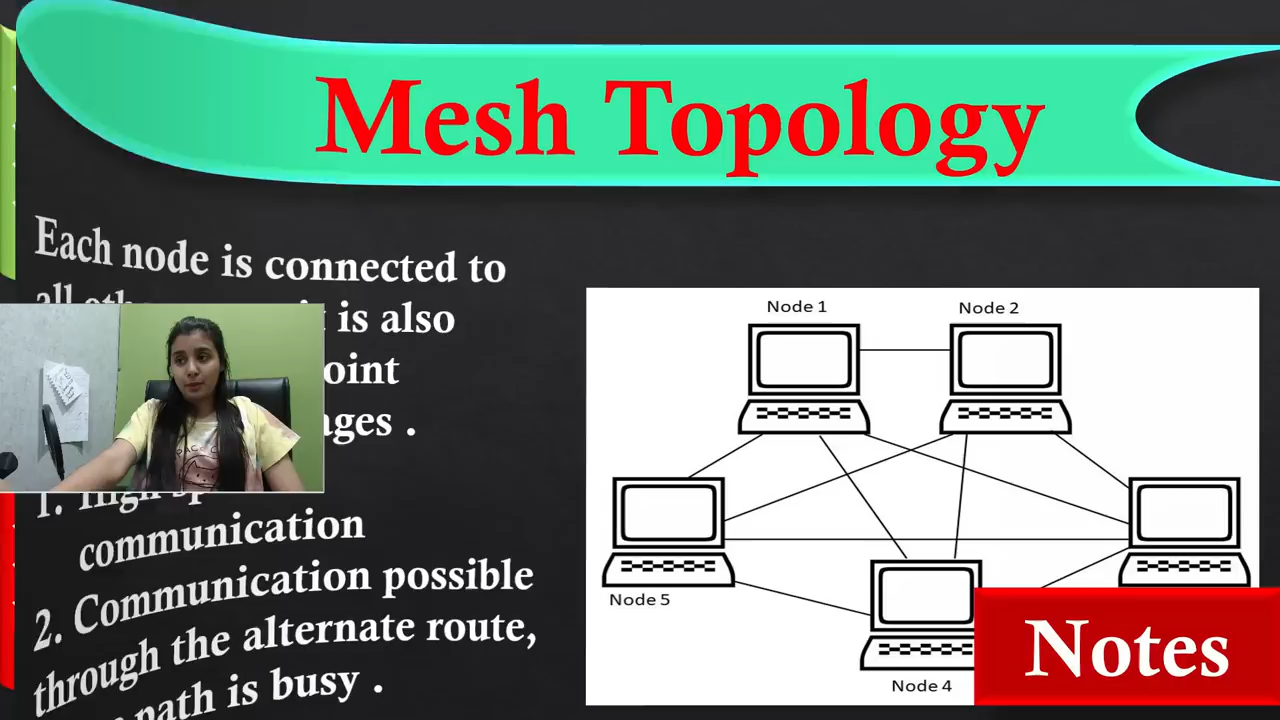 Mesh Topology
Each node is connected to
is also
oint
ages .
1. High
communication
2. Communication possible
through the alternate route,
path is busy .
Node 1
Node 2
Node 5
Node 4
Notes